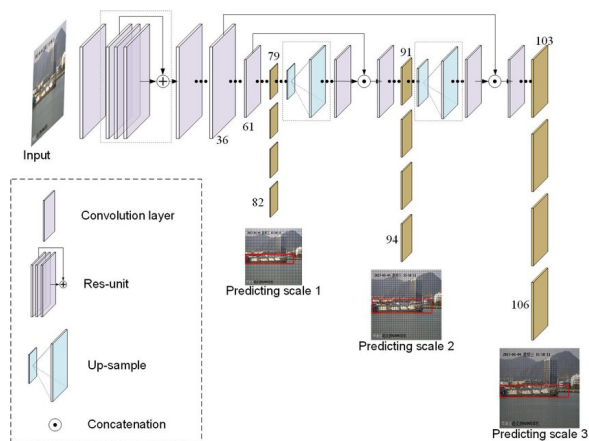 103
79
91
61
36
Input
82
94
106
Predicting scale 1
Predicting scale 2
Predicting scale 3
Convolution layer
Res-unit
Up-sample
Concatenation